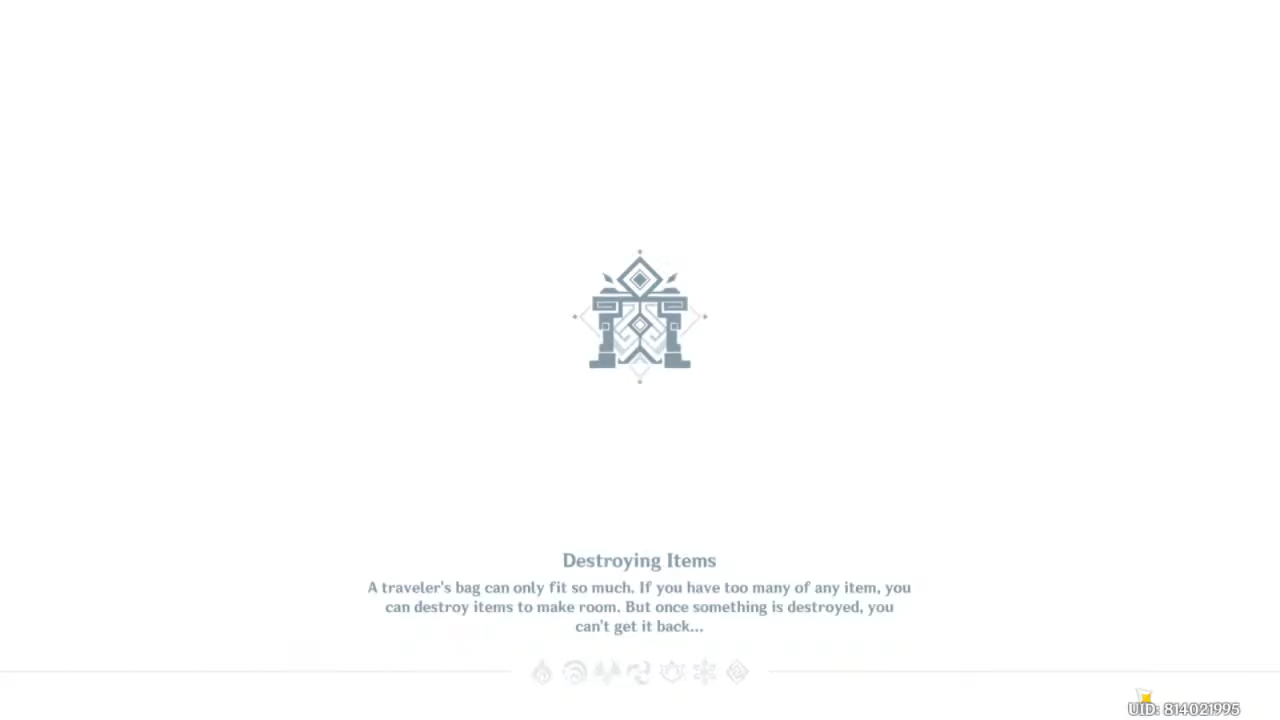 Destroying Items
A traveler's bag can only fit so much. If you have too many of any item, you
can destroy items to make room. But once something is destroyed, you
can't get it back...
UID: 814021995